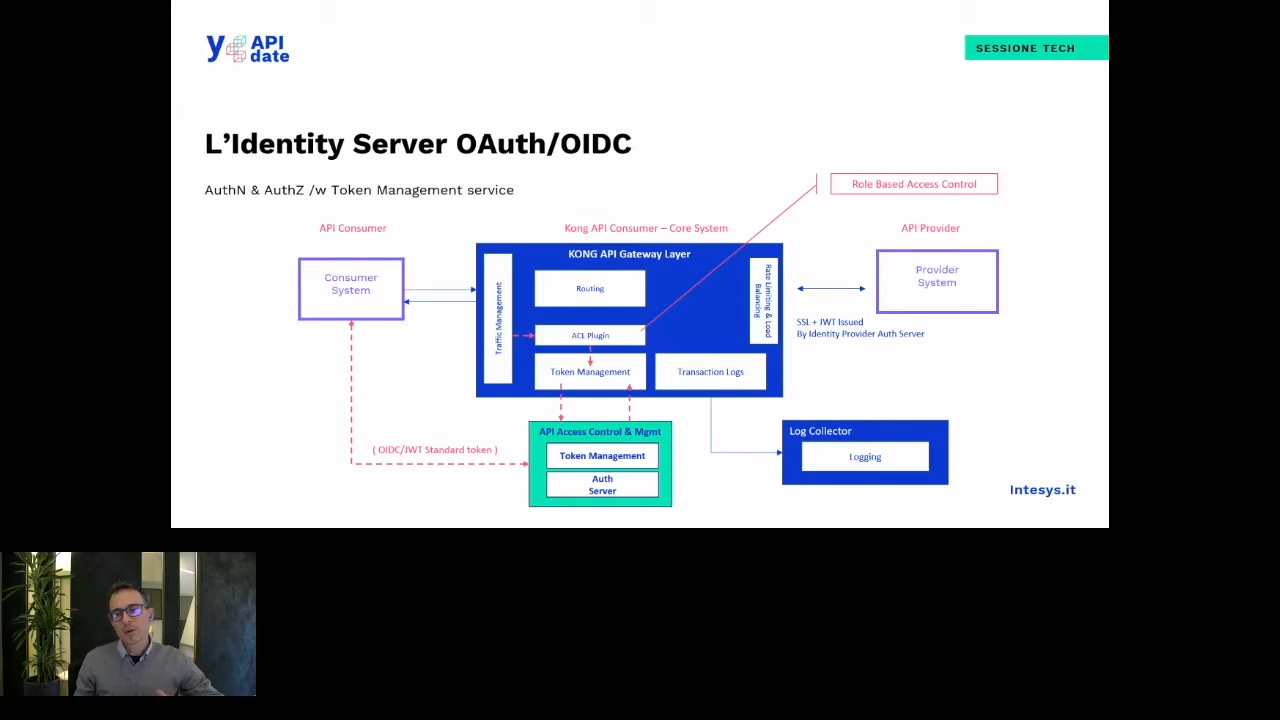 y API
date
SESSIONE TECH
L’Identity Server OAuth/OIDC
AuthN & AuthZ /w Token Management service
Role Based Access Control
API Consumer
Kong API Consumer – Core System
API Provider
Consumer
System
KONG API Gateway Layer
Traffic Management
Routing
ACL Plugin
Token Management
Transaction Logs
Rate Limiting & Load
Balancing
Provider
System
SSL + JWT Issued
By Identity Provider Auth Server
( OIDC/JWT Standard token )
API Access Control & Mgmt
Token Management
Auth
Server
Log Collector
Logging
Intesys.it